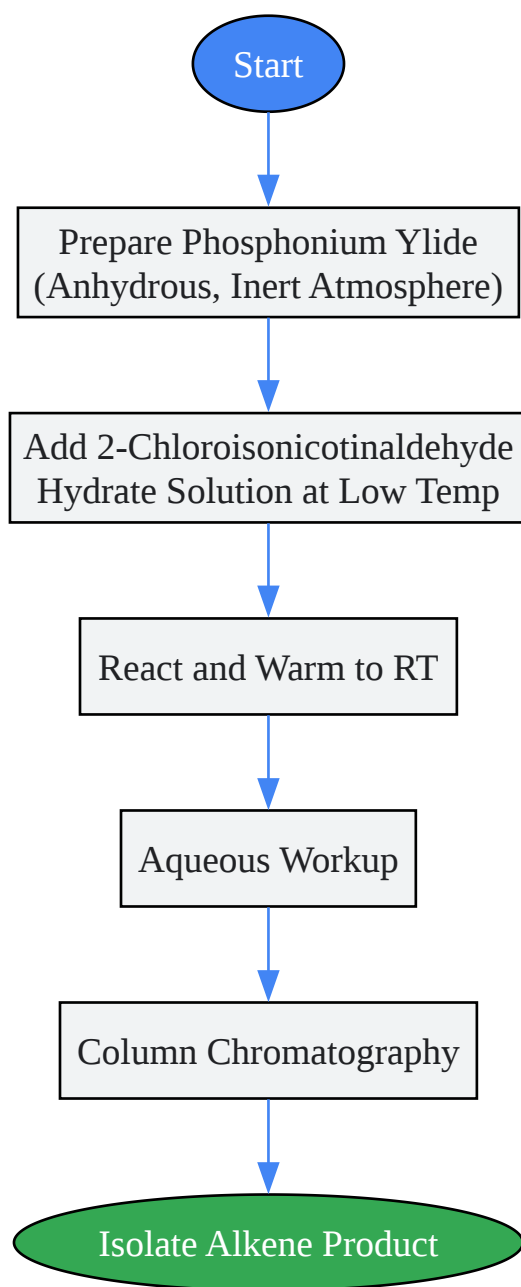 Start
Prepare Phosphonium Ylide
(Anhydrous, Inert Atmosphere)
Add 2-Chloroisonicotinaldehyde
Hydrate Solution at Low Temp
React and Warm to RT
Aqueous Workup
Column Chromatography
Isolate Alkene Product